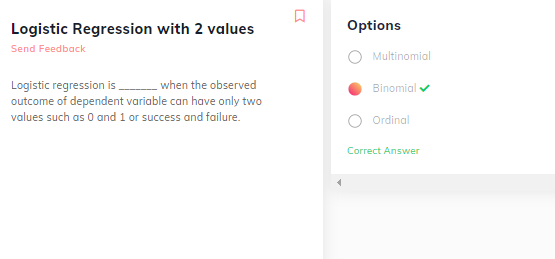 Logistic Regression with 2 values
Send Feedback
Logistic regression is _______ when the observed
outcome of dependent variable can have only two
values such as 0 and 1 or success and failure.
Options
Multinomial
Binomial
Ordinal
Correct Answer